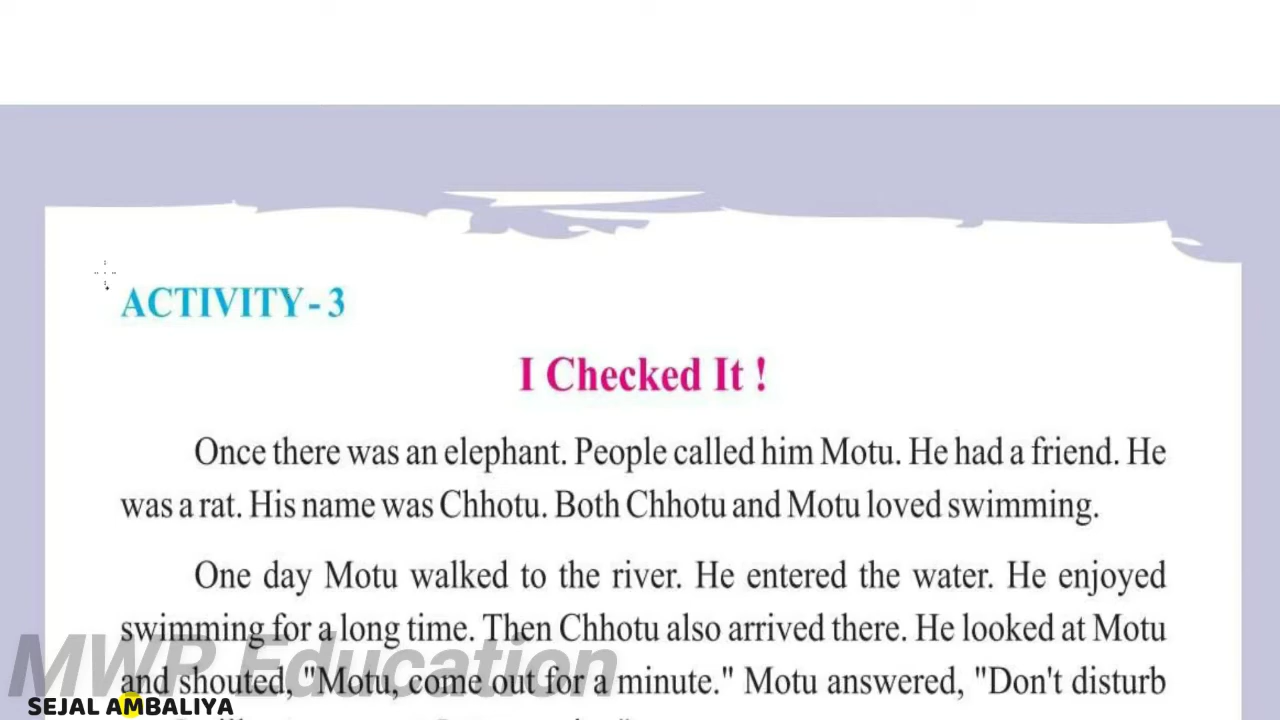 ACTIVITY - 3
I Checked It !
Once there was an elephant. People called him Motu. He had a friend. He
was a rat. His name was Chhotu. Both Chhotu and Motu loved swimming.
One day Motu walked to the river. He entered the water. He enjoyed
swimming for a long time. Then Chhotu also arrived there. He looked at Motu
and shouted, "Motu, come out for a minute." Motu answered, "Don't disturb
MWP Education
SEJAL AMBALIYA